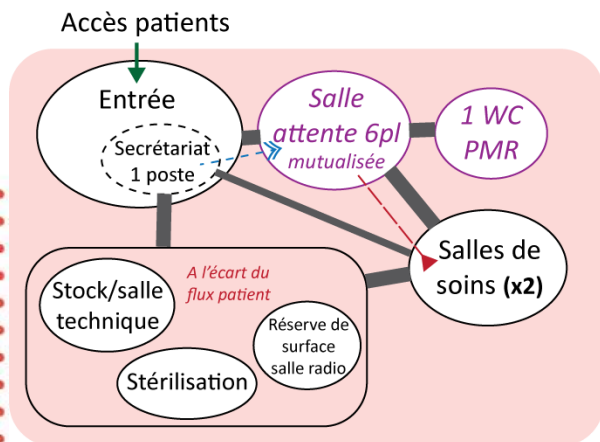 Accès patients
Entrée
Secrétariat
1 poste
Salle
attente 6pl
mutualisée
1 WC
PMR
Salles de
soins (x2)
A l'écart du
flux patient
Stock/salle
technique
Réserve de
surface
salle radio
Stérilisation